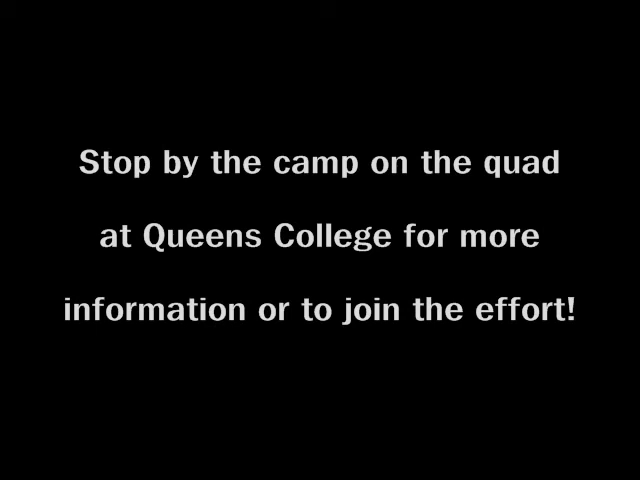 Stop by the camp on the quad
at Queens College for more
information or to join the effort!